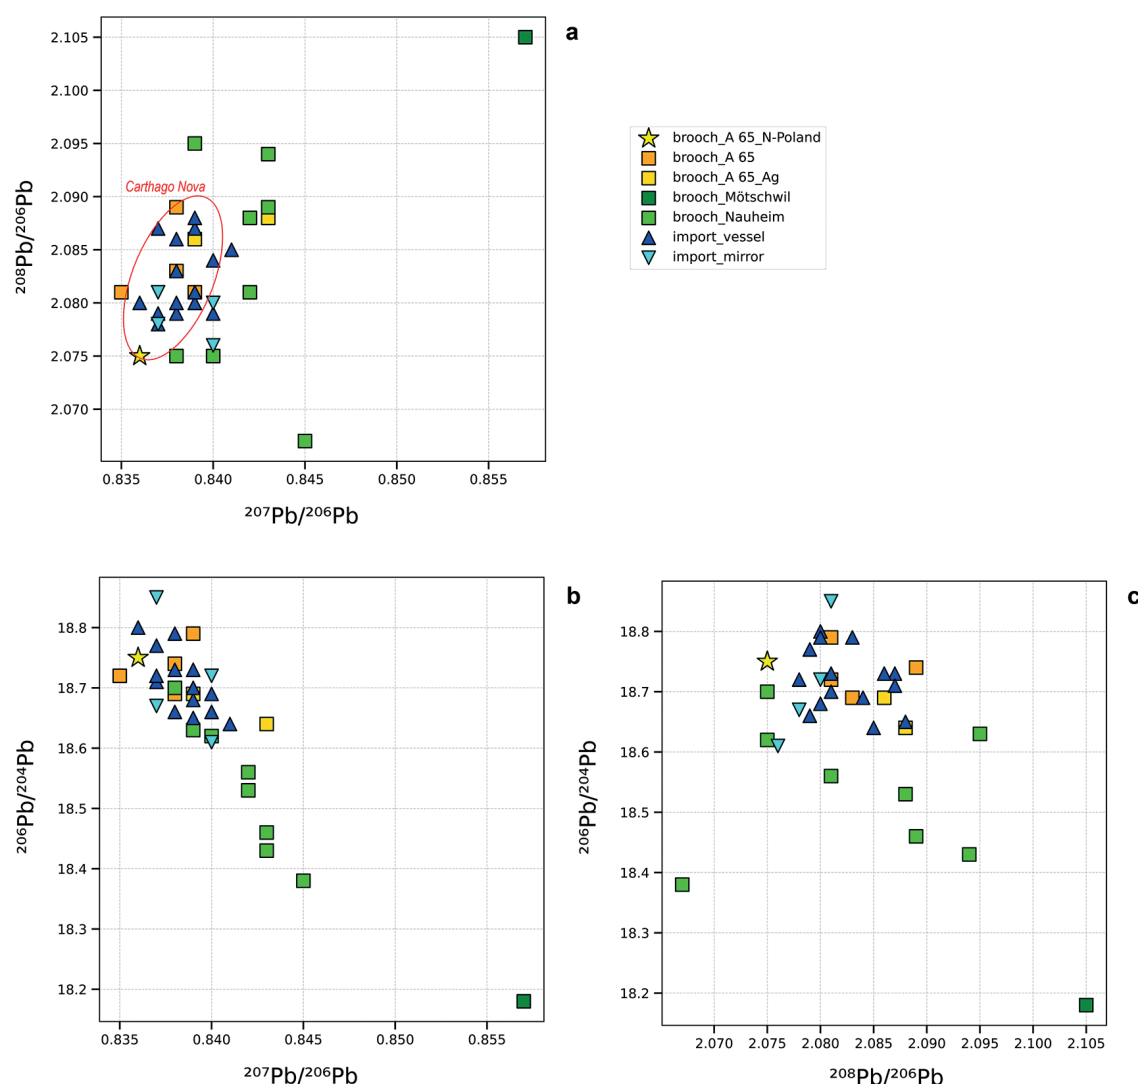 a
2.105
2.100
2.095
2.090
2.085
2.080
2.075
2.070
²⁰⁸Pb/²⁰⁶Pb
Carthago Nova
0.835 0.840 0.845 0.850 0.855
²⁰⁷Pb/²⁰⁶Pb
brooch_A 65_N-Poland
brooch_A 65
brooch_A 65_Ag
brooch_Mötschwil
brooch_Nauheim
import_vessel
import_mirror
b
18.8
18.7
18.6
18.5
18.4
18.3
18.2
²⁰⁶Pb/²⁰⁴Pb
0.835 0.840 0.845 0.850 0.855
²⁰⁷Pb/²⁰⁶Pb
c
18.8
18.7
18.6
18.5
18.4
18.3
18.2
²⁰⁶Pb/²⁰⁴Pb
2.070 2.075 2.080 2.085 2.090 2.095 2.100 2.105
²⁰⁸Pb/²⁰⁶Pb